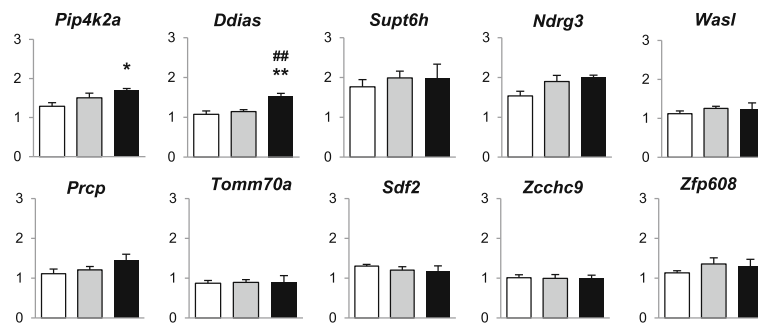 Pip4k2a Ddias Supt6h Ndrg3 Wasl
3 3 3 3 3
##
* **
2 2 2 2 2
1 1 1 1 1
0 0 0 0 0
Prcp Tomm70a Sdf2 Zcchc9 Zfp608
3 3 3 3 3
2 2 2 2 2
1 1 1 1 1
0 0 0 0 0